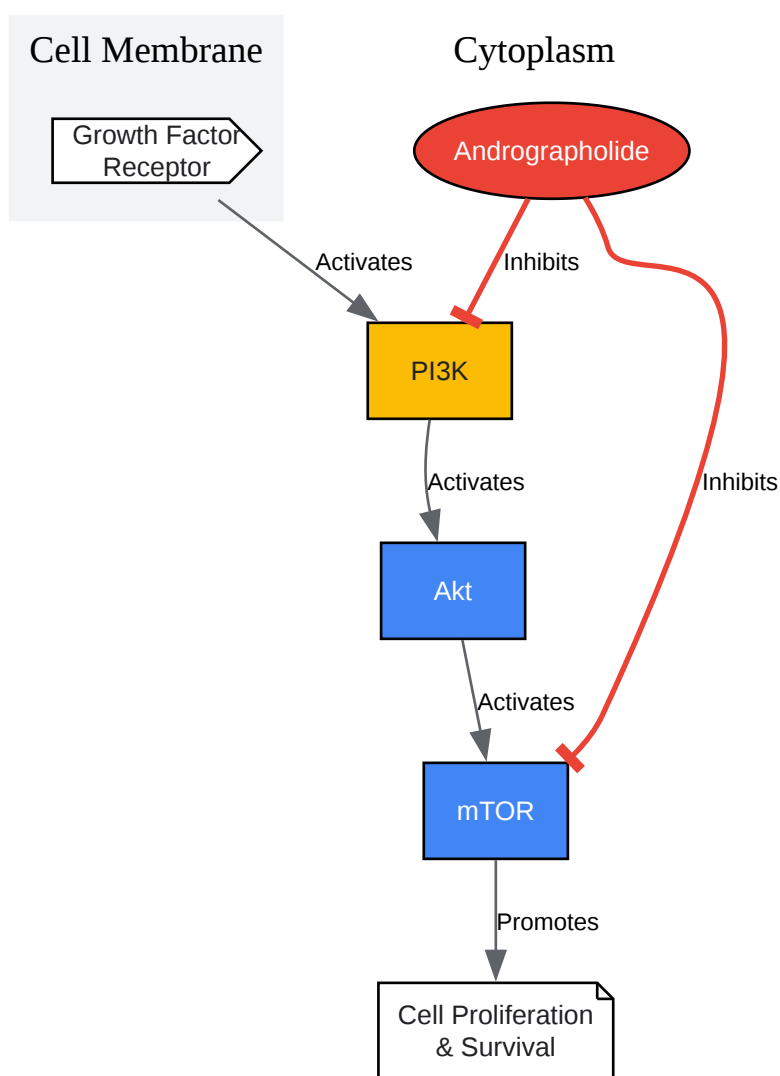 Cell Membrane
Cytoplasm
Growth Factor
Receptor
Andrographolide
Activates
Inhibits
PI3K
Activates
Inhibits
Akt
Activates
mTOR
Promotes
Cell Proliferation
& Survival